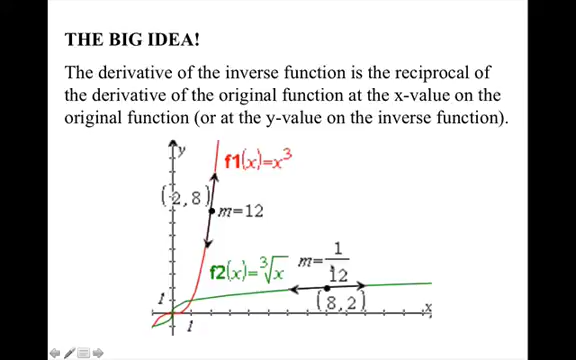 THE BIG IDEA!
The derivative of the inverse function is the reciprocal of
the derivative of the original function at the x-value on the
original function (or at the y-value on the inverse function).
y
f1(x)=x³
(2,8)
m=12
f2(x)=∛x
m=1/12
1
(8,2)
x
1